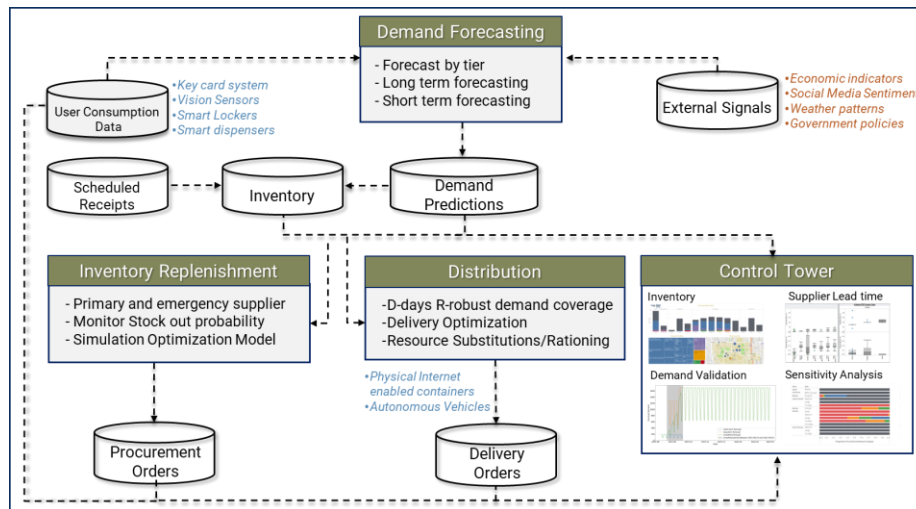 Demand Forecasting
- Forecast by tier
- Long term forecasting
- Short term forecasting
User Consumption
Data
•Key card system
•Vision Sensors
•Smart Lockers
•Smart dispensers
External Signals
•Economic indicators
•Social Media Sentiment
•Weather patterns
•Government policies
Scheduled
Receipts
Inventory
Demand
Predictions
Inventory Replenishment
- Primary and emergency supplier
- Monitor Stock out probability
- Simulation Optimization Model
Distribution
-D-days R-robust demand coverage
-Delivery Optimization
-Resource Substitutions/Rationing
•Physical Internet
enabled containers
•Autonomous Vehicles
Control Tower
Inventory
Supplier Lead time
Demand Validation
Sensitivity Analysis
Procurement
Orders
Delivery
Orders